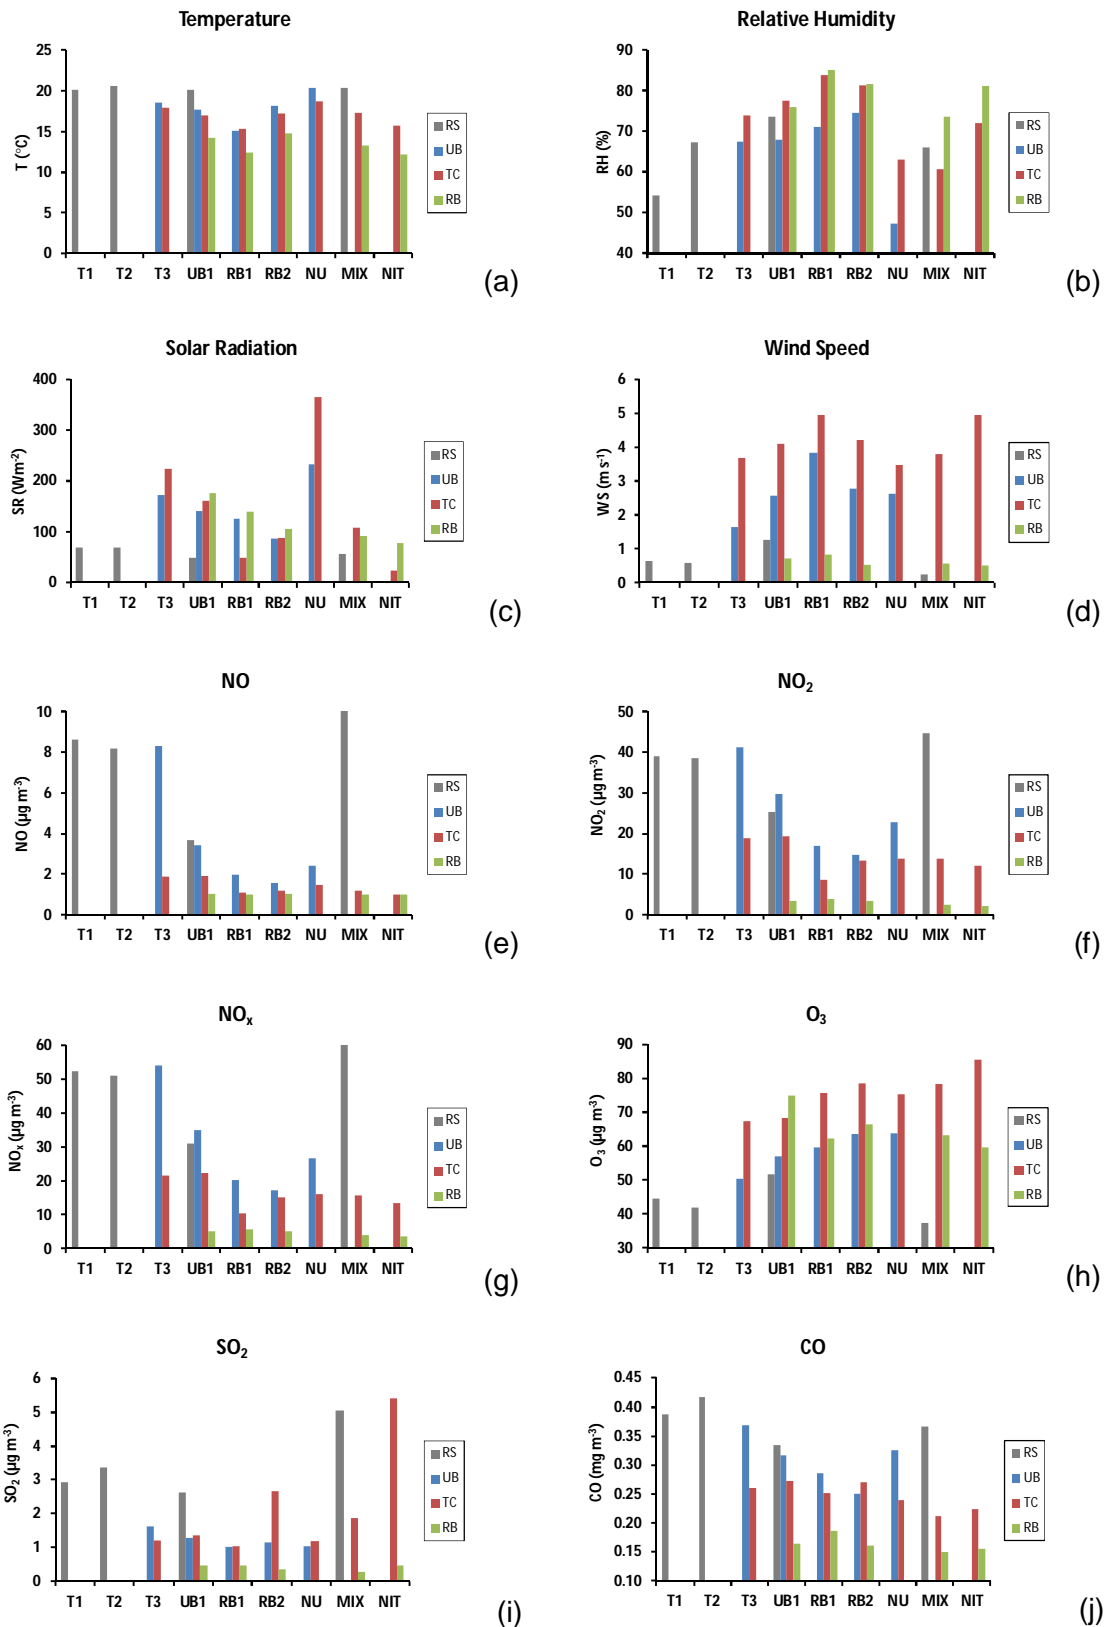 Temperature
25
20
15
10
5
0
T (°C)
T1 T2 T3 UB1 RB1 RB2 NU MIX NIT
RS
UB
TC
RB
(a)
Relative Humidity
90
80
70
60
50
40
RH (%)
T1 T2 T3 UB1 RB1 RB2 NU MIX NIT
RS
UB
TC
RB
(b)
Solar Radiation
400
300
200
100
0
SR (Wm-2)
T1 T2 T3 UB1 RB1 RB2 NU MIX NIT
RS
UB
TC
RB
(c)
Wind Speed
6
5
4
3
2
1
0
WS (m s-1)
T1 T2 T3 UB1 RB1 RB2 NU MIX NIT
RS
UB
TC
RB
(d)
NO
10
8
6
4
2
0
NO (µg m-3)
T1 T2 T3 UB1 RB1 RB2 NU MIX NIT
RS
UB
TC
RB
(e)
NO2
50
40
30
20
10
0
NO2 (µg m-3)
T1 T2 T3 UB1 RB1 RB2 NU MIX NIT
RS
UB
TC
RB
(f)
NOx
60
50
40
30
20
10
0
NOx (µg m-3)
T1 T2 T3 UB1 RB1 RB2 NU MIX NIT
RS
UB
TC
RB
(g)
O3
90
80
70
60
50
40
30
O3 (µg m-3)
T1 T2 T3 UB1 RB1 RB2 NU MIX NIT
RS
UB
TC
RB
(h)
SO2
6
5
4
3
2
1
0
SO2 (µg m-3)
T1 T2 T3 UB1 RB1 RB2 NU MIX NIT
RS
UB
TC
RB
(i)
CO
0.45
0.40
0.35
0.30
0.25
0.20
0.15
0.10
CO (mg m-3)
T1 T2 T3 UB1 RB1 RB2 NU MIX NIT
RS
UB
TC
RB
(j)